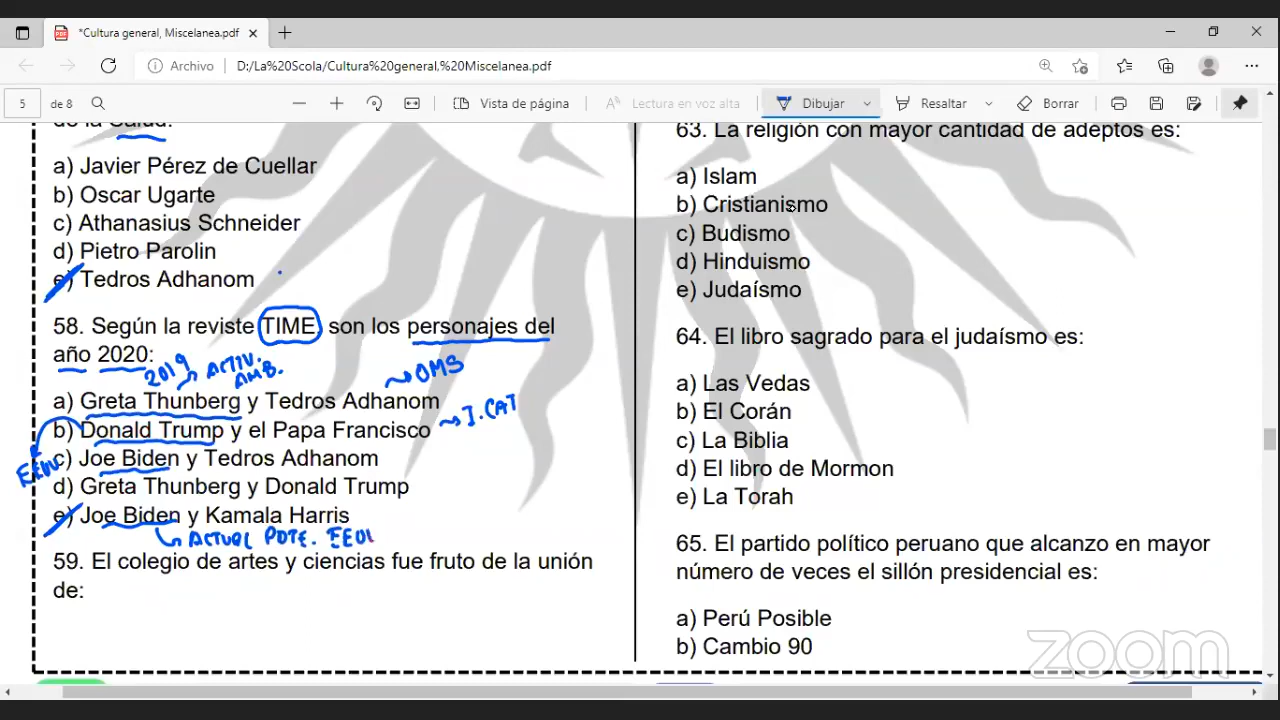 *Cultura general, Miscelanea.pdf
Archivo
D:/La%20Scola/Cultura%20general,%20Miscelanea.pdf
5
de 8
Vista de página
Lectura en voz alta
Dibujar
Resaltar
Borrar
de la Salud:
a) Javier Pérez de Cuellar
b) Oscar Ugarte
c) Athanasius Schneider
d) Pietro Parolin
e) Tedros Adhanom
58. Según la reviste TIME son los personajes del
año 2020:
2019 ACTIV.
AMB.
OMS
a) Greta Thunberg y Tedros Adhanom
I. CAT
b) Donald Trump y el Papa Francisco
EEUU
c) Joe Biden y Tedros Adhanom
d) Greta Thunberg y Donald Trump
e) Joe Biden y Kamala Harris
ACTUAL PDTE. EEUU
59. El colegio de artes y ciencias fue fruto de la unión
de:
63. La religión con mayor cantidad de adeptos es:
a) Islam
b) Cristianismo
c) Budismo
d) Hinduismo
e) Judaísmo
64. El libro sagrado para el judaísmo es:
a) Las Vedas
b) El Corán
c) La Biblia
d) El libro de Mormon
e) La Torah
65. El partido político peruano que alcanzo en mayor
número de veces el sillón presidencial es:
a) Perú Posible
b) Cambio 90
zoom